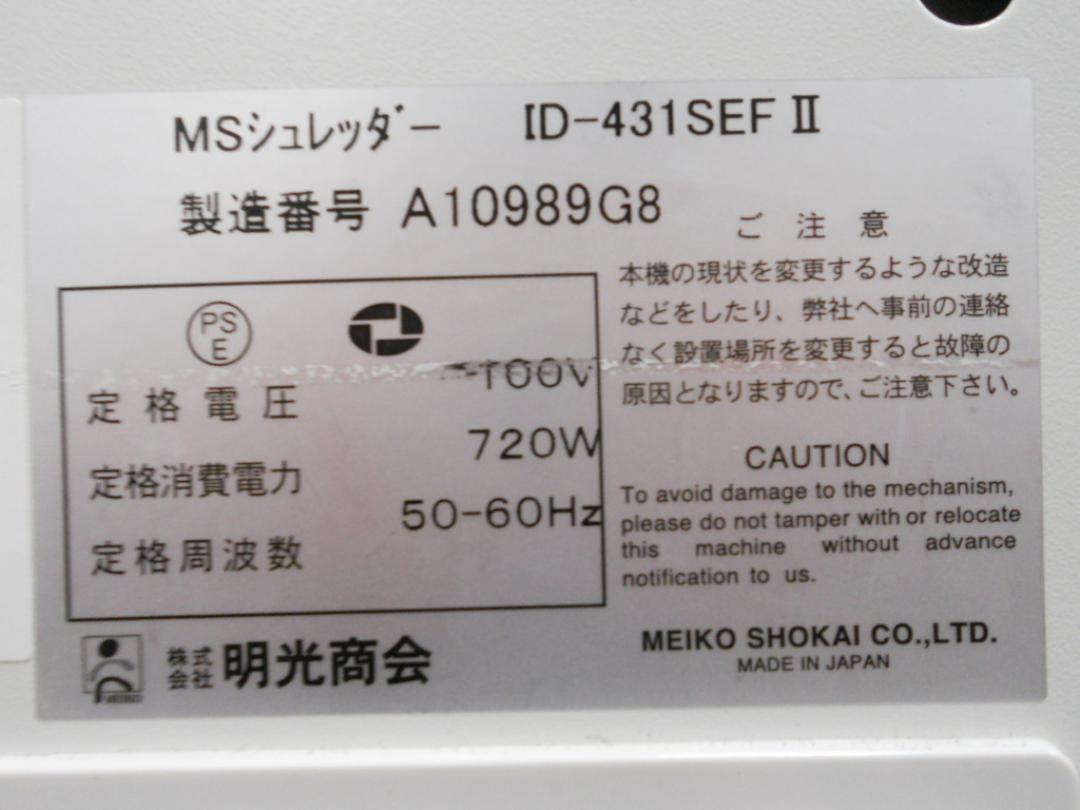 MSシュレッダー ID-431SEFⅡ
製造番号 A10989G8
PS
E
定格電圧 100V
定格消費電力 720W
定格周波数 50-60Hz
ご注意
本機の現状を変更するような改造
などをしたり、弊社へ事前の連絡
なく設置場所を変更すると故障の
原因となりますので、ご注意下さい。
CAUTION
To avoid damage to the mechanism,
please do not tamper with or relocate
this machine without advance
notification to us.
株式会社 明光商会
MEIKO SHOKAI CO.,LTD.
MADE IN JAPAN